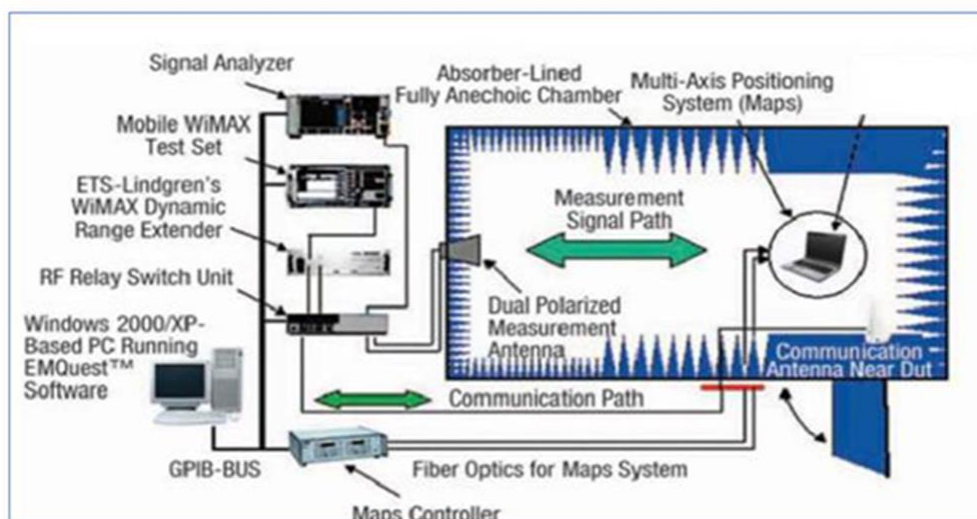 Signal Analyzer
Mobile WiMAX
Test Set
ETS-Lindgren's
WiMAX Dynamic
Range Extender
RF Relay Switch Unit
Windows 2000/XP-
Based PC Running
EMQuest™
Software
GPIB-BUS
Absorber-Lined
Fully Anechoic Chamber
Multi-Axis Positioning
System (Maps)
Measurement
Signal Path
Dual Polarized
Measurement
Antenna
Communication
Antenna Near Dut
Communication Path
Fiber Optics for Maps System
Maps Controller